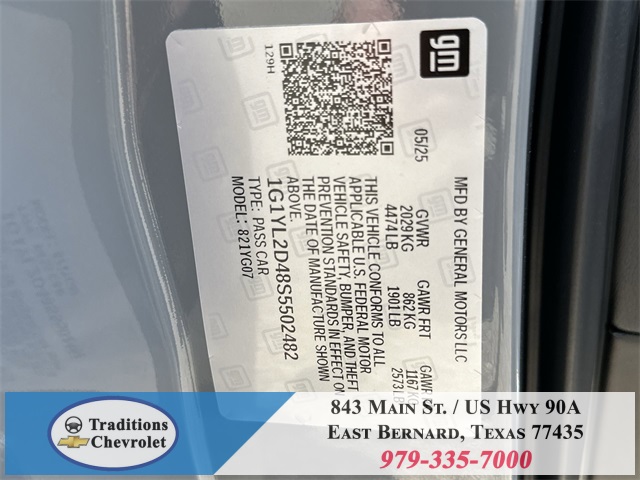 gm
MFD BY GENERAL MOTORS LLC
05/25
GVWR
2029KG
4474LB
GAWR FRT
862KG
1901LB
GAWR
1167KG
2573LB
129H
THIS VEHICLE CONFORMS TO ALL
APPLICABLE U.S. FEDERAL MOTOR
VEHICLE SAFETY, BUMPER, AND THEFT
PREVENTION STANDARDS IN EFFECT ON
THE DATE OF MANUFACTURE SHOWN
ABOVE.
1G1YL2D48S5502482
TYPE: PASS CAR
MODEL: 821YG07
Traditions
Chevrolet
843 Main St. / US Hwy 90A
East Bernard, Texas 77435
979-335-7000